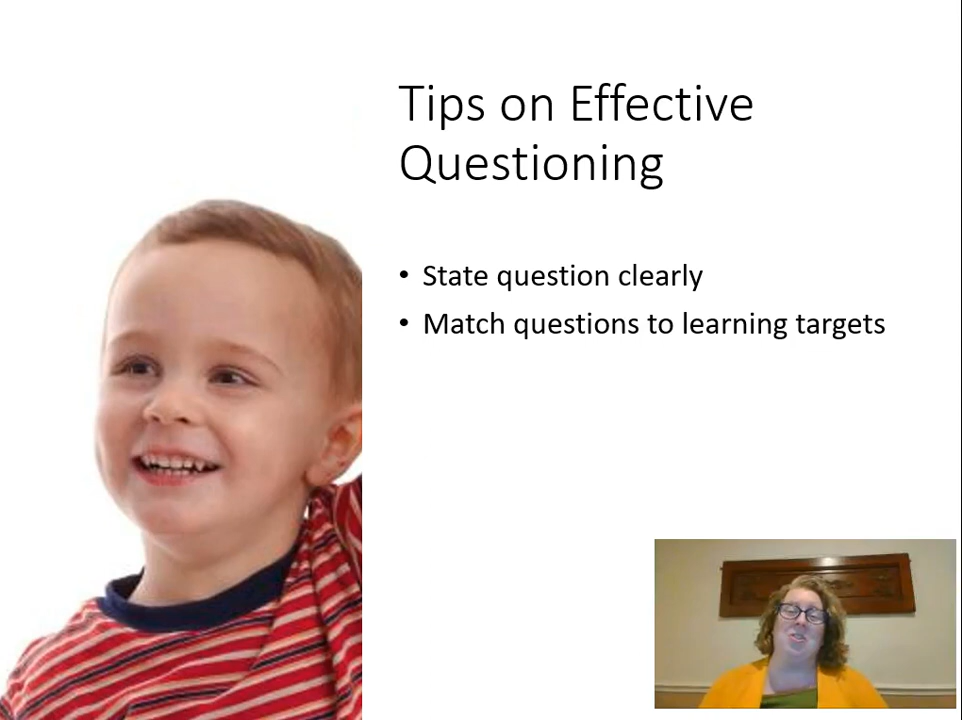 Tips on Effective
Questioning
• State question clearly
• Match questions to learning targets